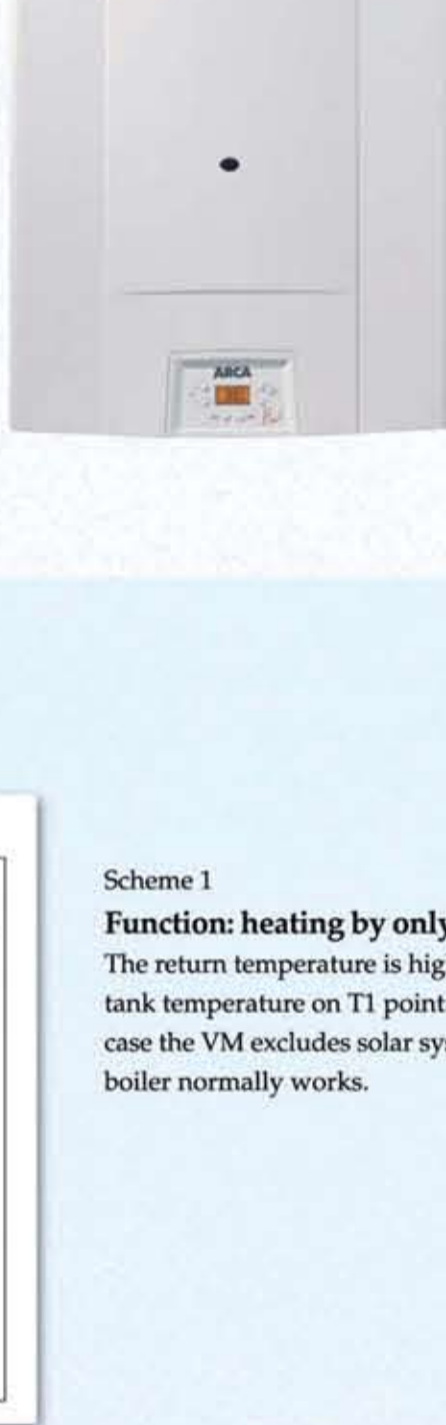 ARCA
Scheme 1
Function: heating by only
The return temperature is hig
tank temperature on T1 point
case the VM excludes solar sy
boiler normally works.